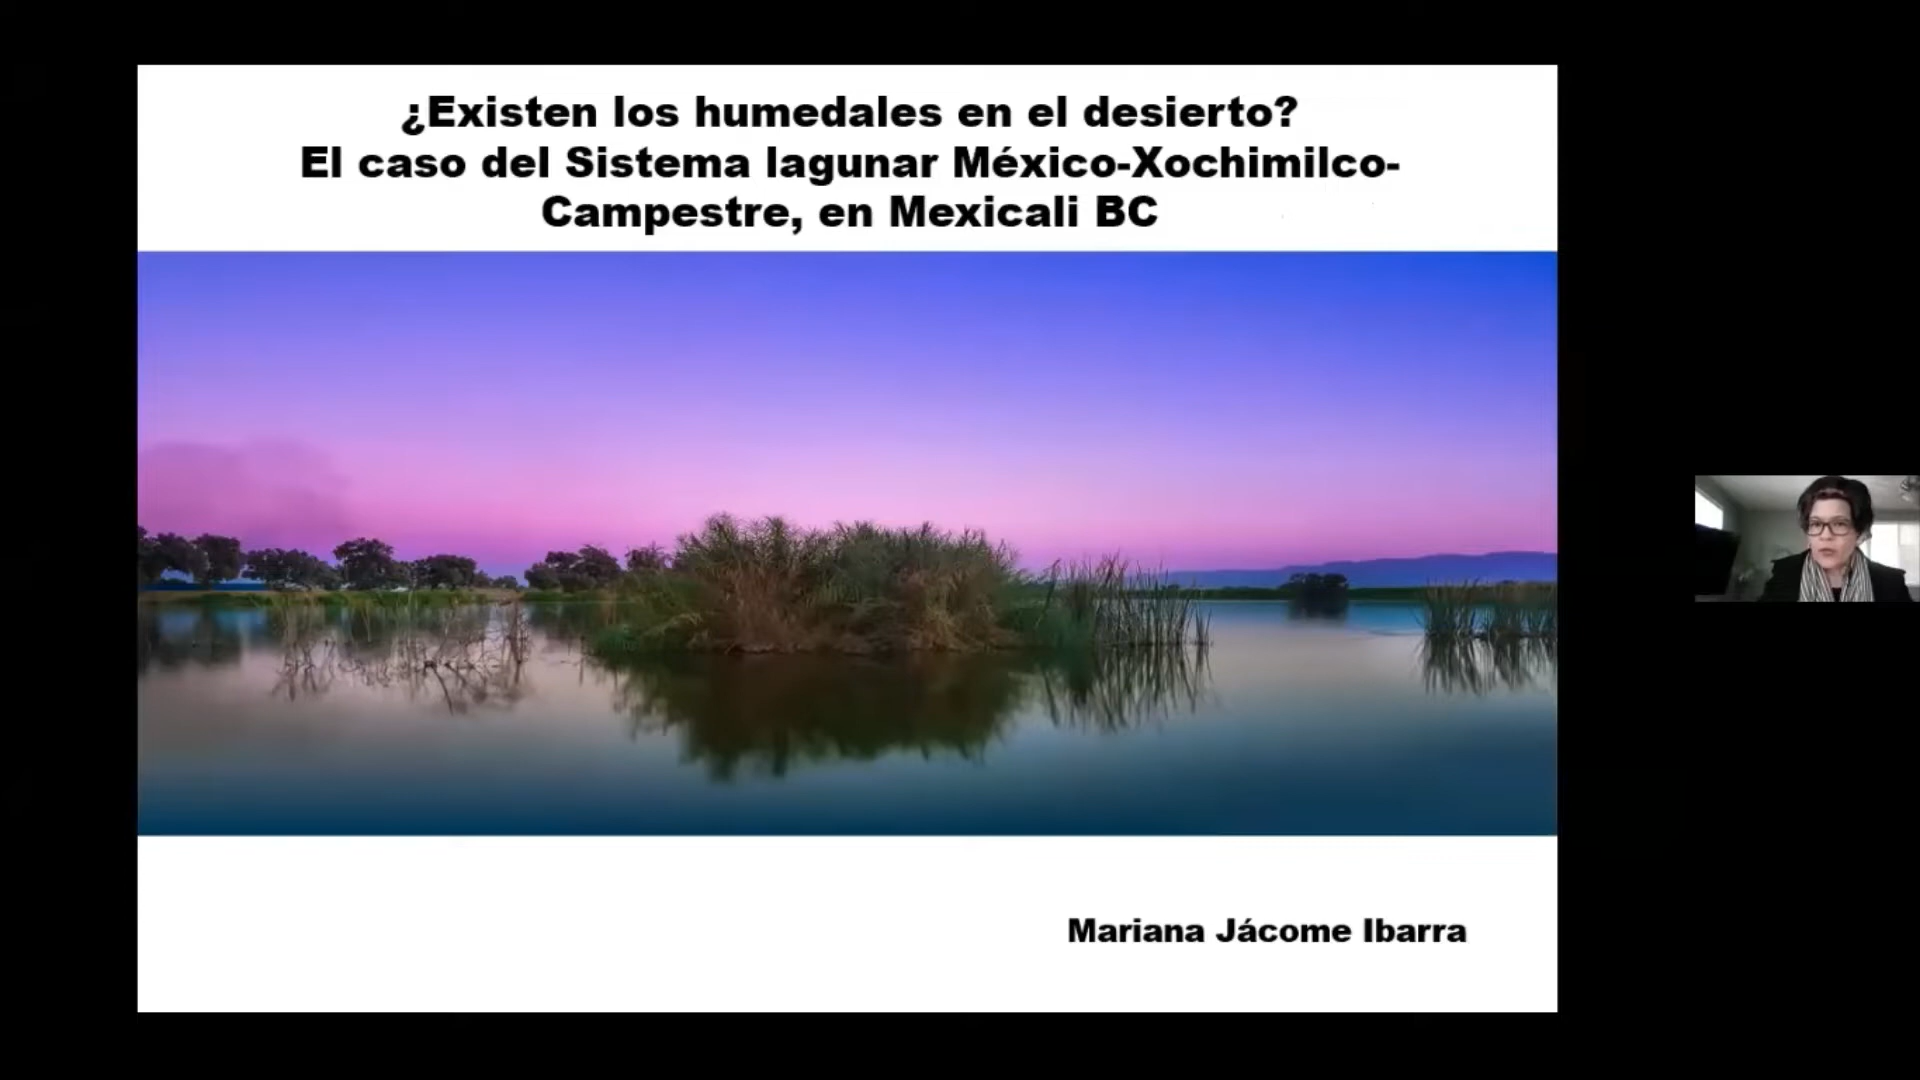 ¿Existen los humedales en el desierto?
El caso del Sistema lagunar México-Xochimilco-
Campestre, en Mexicali BC
Mariana Jácome Ibarra